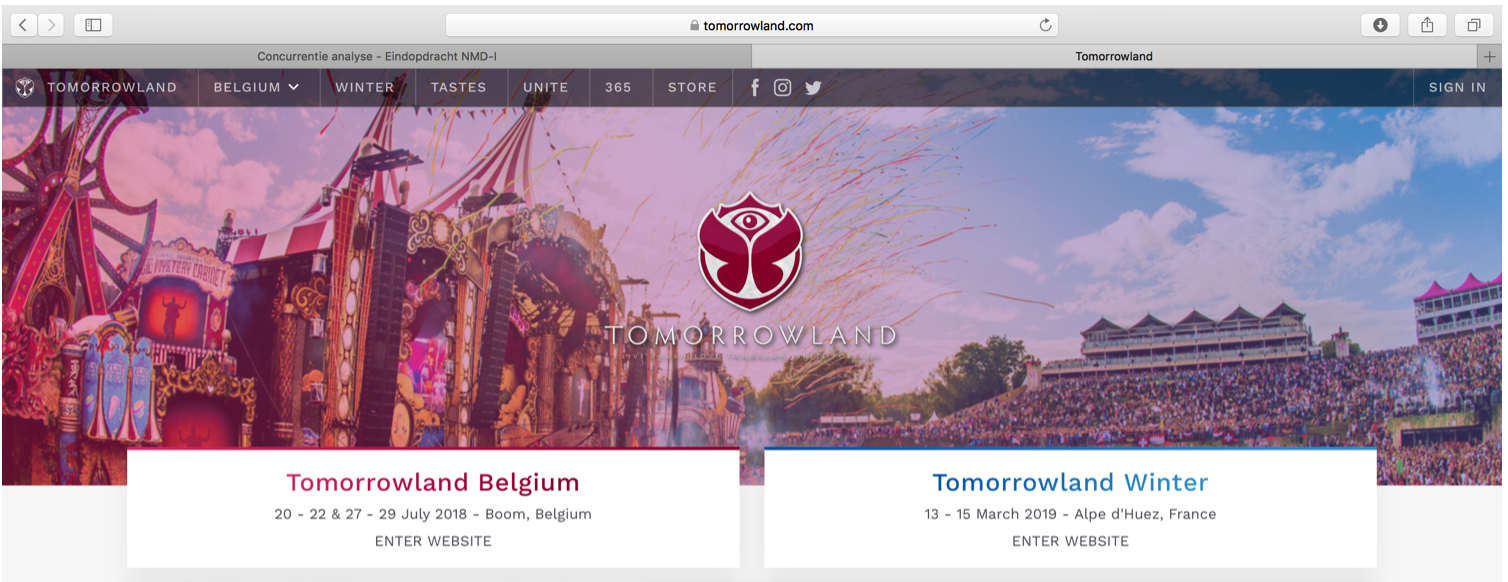 tomorrowland.com
Concurrentie analyse - Eindopdracht NMD-I
Tomorrowland
TOMORROWLAND
BELGIUM
WINTER
TASTES
UNITE
365
STORE
SIGN IN
MYSTERY CABINET
TOMORROWLAND
Tomorrowland Belgium
20 - 22 & 27 - 29 July 2018 - Boom, Belgium
ENTER WEBSITE
Tomorrowland Winter
13 - 15 March 2019 - Alpe d'Huez, France
ENTER WEBSITE